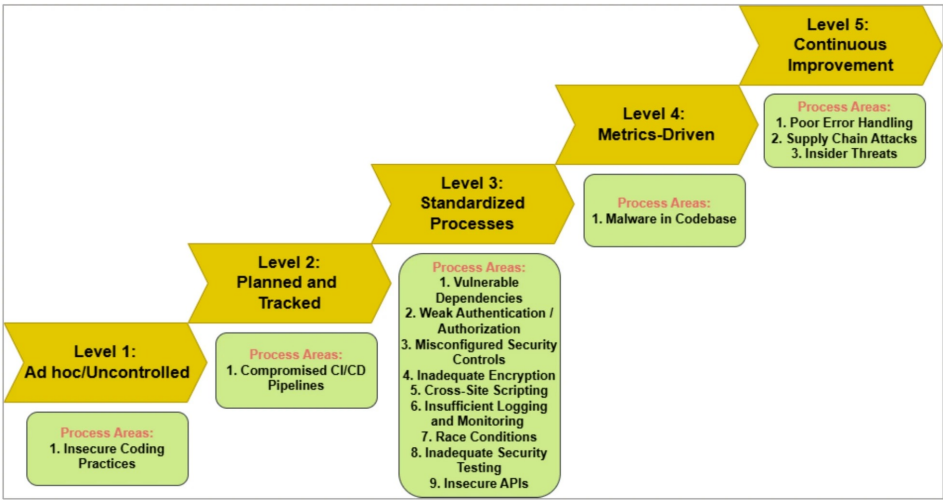 Level 1:
Ad hoc/Uncontrolled
Process Areas:
1. Insecure Coding
Practices
Level 2:
Planned and
Tracked
Process Areas:
1. Compromised CI/CD
Pipelines
Level 3:
Standardized
Processes
Process Areas:
1. Vulnerable
Dependencies
2. Weak Authentication /
Authorization
3. Misconfigured Security
Controls
4. Inadequate Encryption
5. Cross-Site Scripting
6. Insufficient Logging
and Monitoring
7. Race Conditions
8. Inadequate Security
Testing
9. Insecure APIs
Level 4:
Metrics-Driven
Process Areas:
1. Malware in Codebase
Level 5:
Continuous
Improvement
Process Areas:
1. Poor Error Handling
2. Supply Chain Attacks
3. Insider Threats